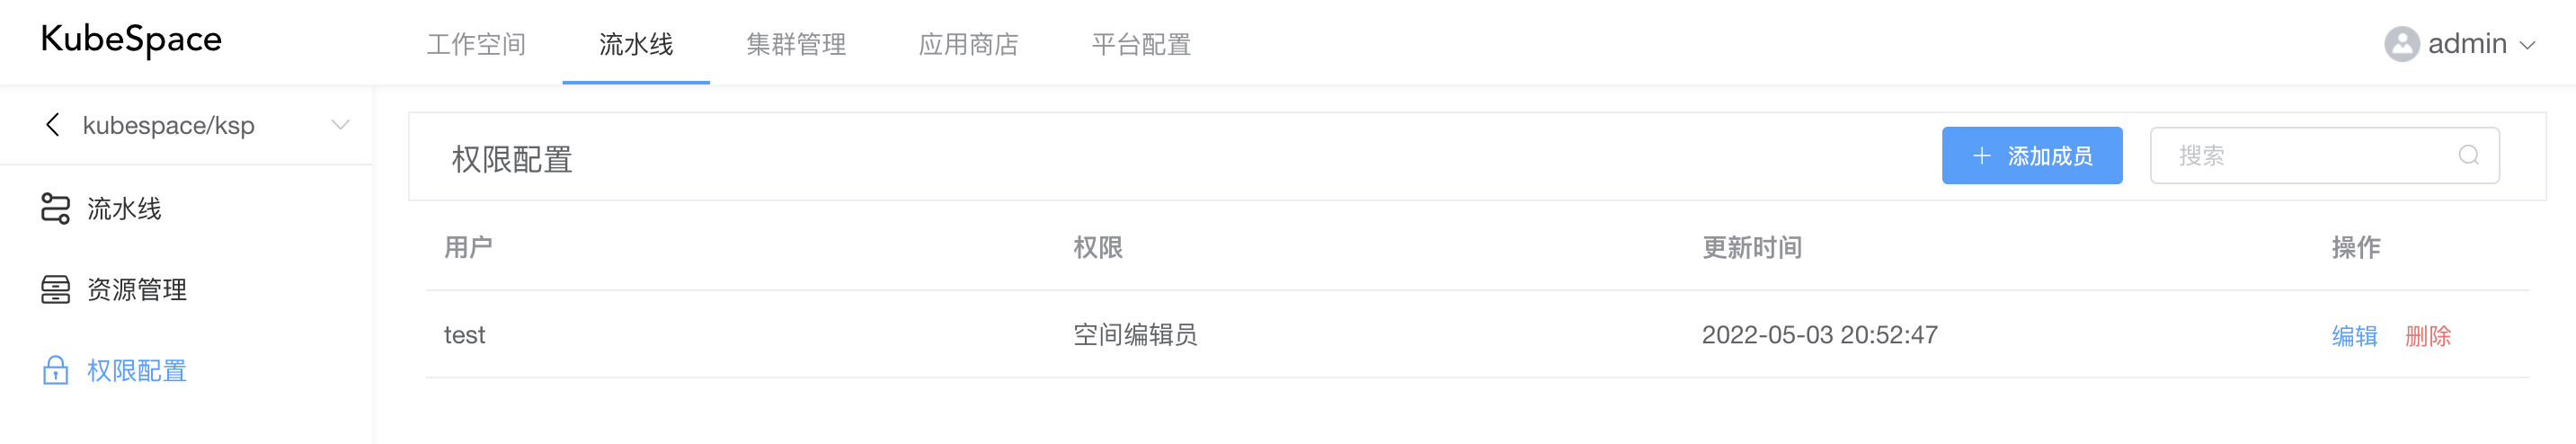 KubeSpace
工作空间 流水线 集群管理 应用商店 平台配置
admin
kubespace/ksp
流水线
资源管理
权限配置
权限配置
添加成员
搜索
用户 权限 更新时间 操作
test 空间编辑员 2022-05-03 20:52:47 编辑 删除